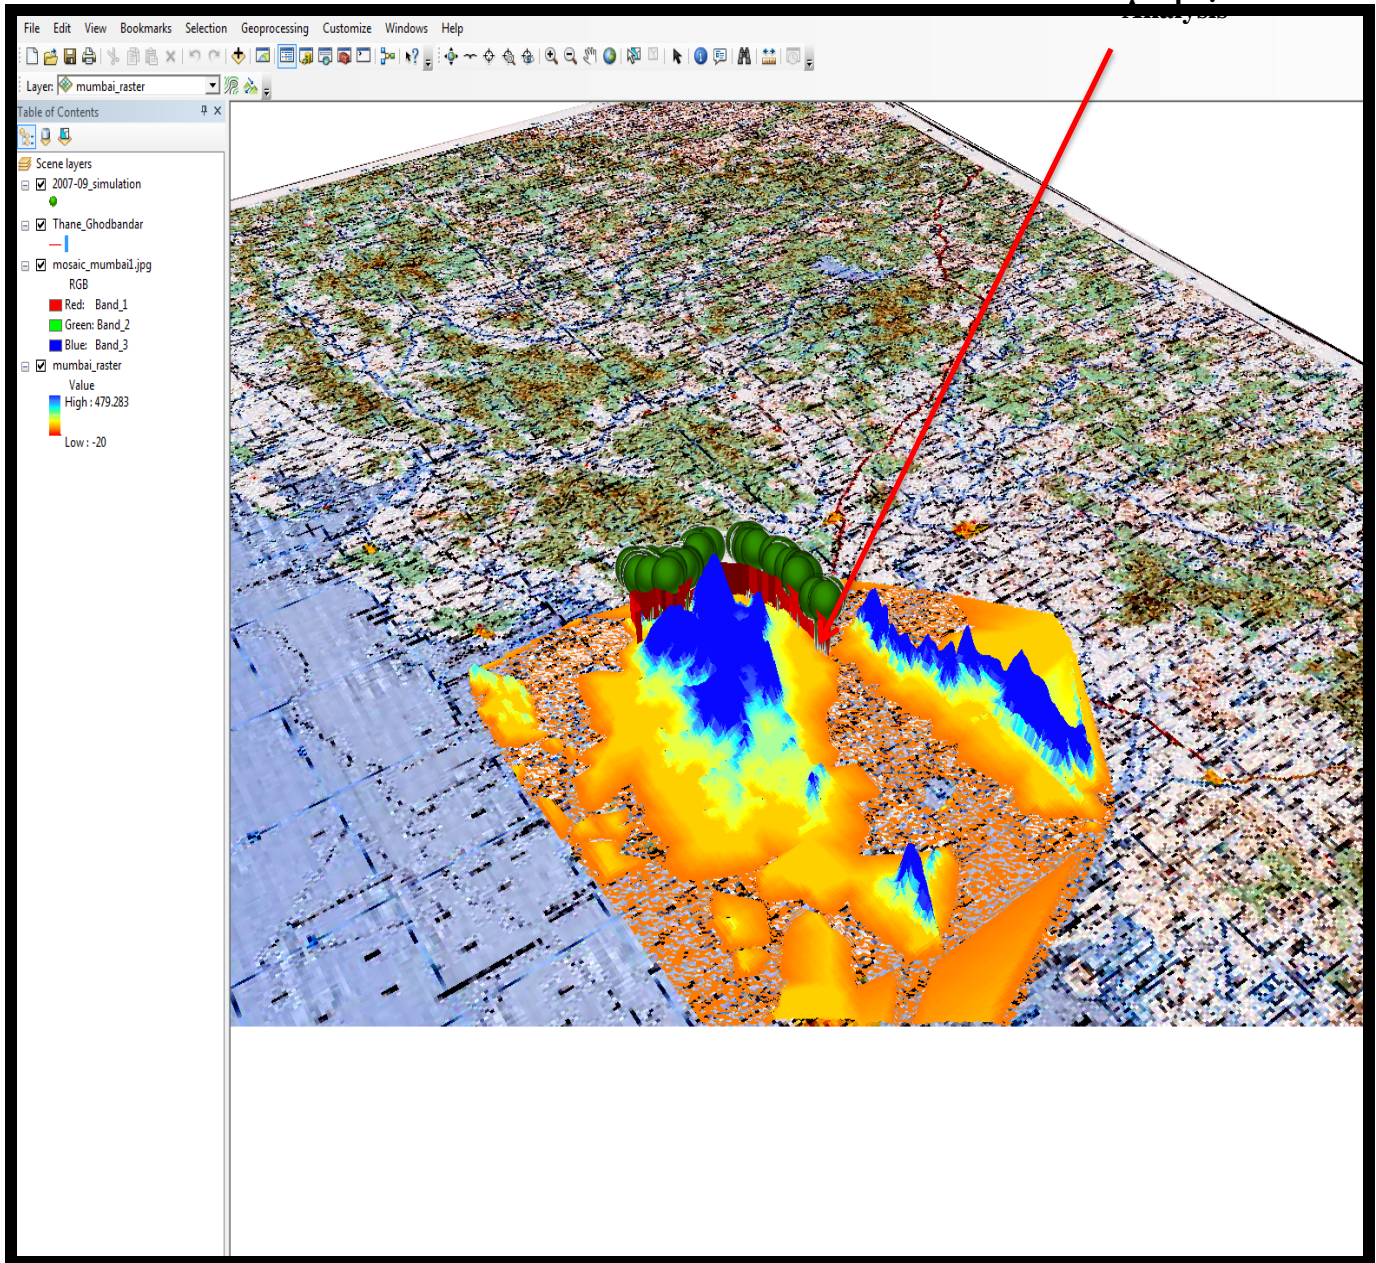 Analysis
File Edit View Bookmarks Selection Geoprocessing Customize Windows Help
Layer: mumbai_raster
Table of Contents
Scene layers
2007-09_simulation
Thane_Ghodbandar
mosaic_mumbai1.jpg
RGB
Red: Band_1
Green: Band_2
Blue: Band_3
mumbai_raster
Value
High : 479.283
Low : -20